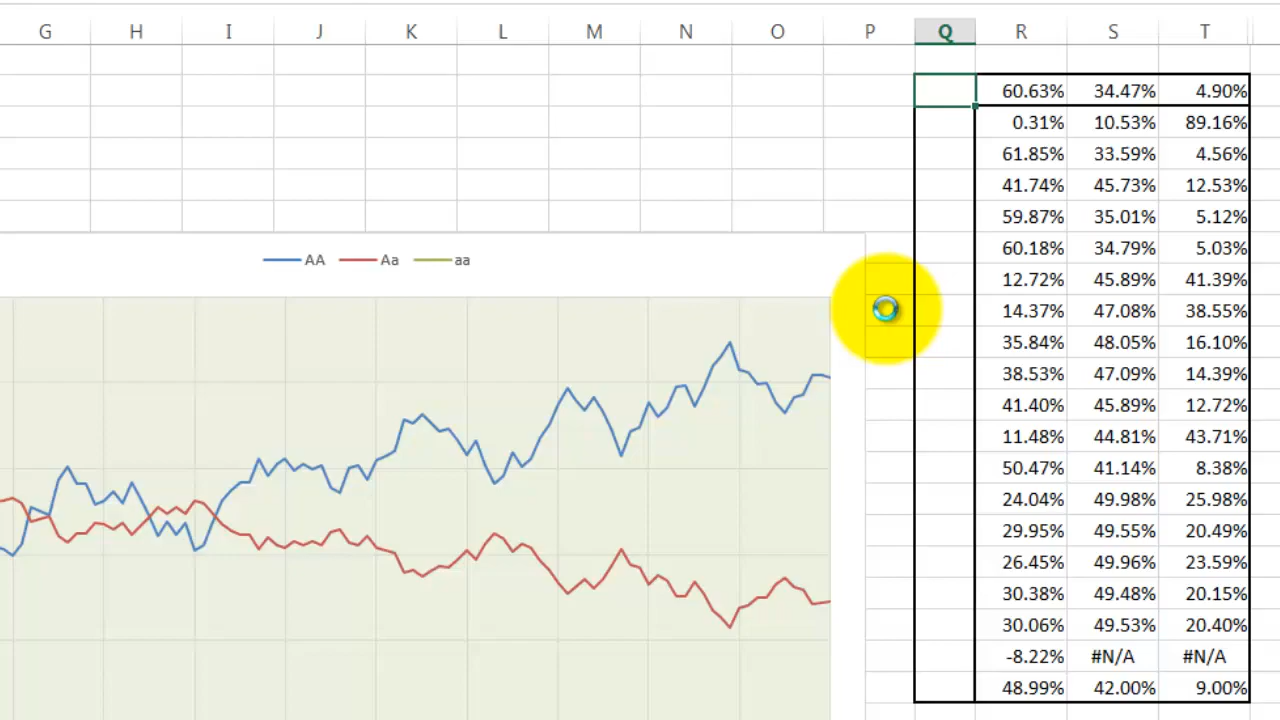 G H I J K L M N O P Q R S T
60.63% 34.47% 4.90%
0.31% 10.53% 89.16%
61.85% 33.59% 4.56%
41.74% 45.73% 12.53%
59.87% 35.01% 5.12%
60.18% 34.79% 5.03%
AA Aa aa
12.72% 45.89% 41.39%
14.37% 47.08% 38.55%
35.84% 48.05% 16.10%
38.53% 47.09% 14.39%
41.40% 45.89% 12.72%
11.48% 44.81% 43.71%
50.47% 41.14% 8.38%
24.04% 49.98% 25.98%
29.95% 49.55% 20.49%
26.45% 49.96% 23.59%
30.38% 49.48% 20.15%
30.06% 49.53% 20.40%
-8.22% #N/A #N/A
48.99% 42.00% 9.00%